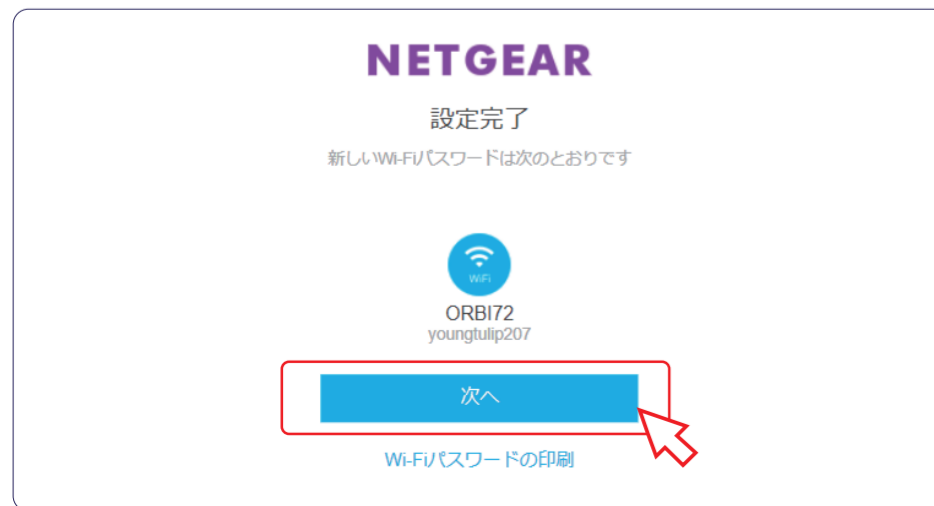 NETGEAR
設定完了
新しいWi-Fiパスワードは次のとおりです
WiFi
ORBI72
youngtulip207
次へ
Wi-Fiパスワードの印刷